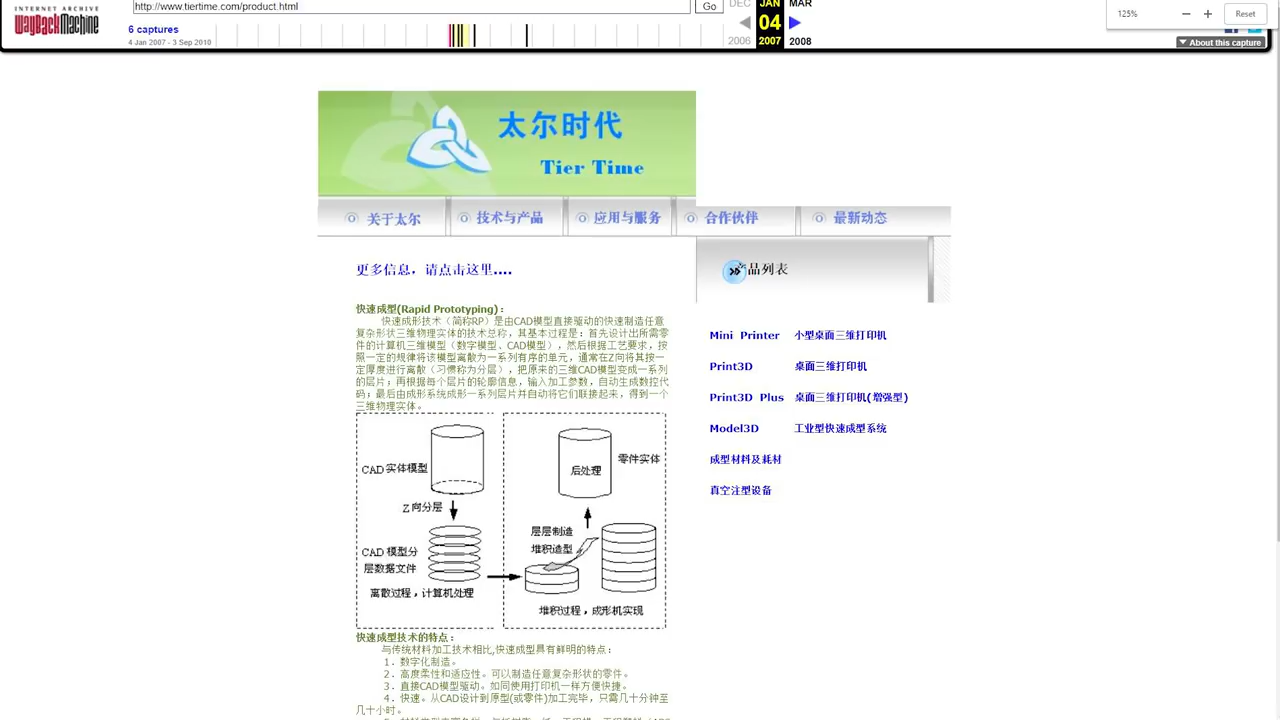 INTERNET ARCHIVE
WayBackMachine
http://www.tiertime.com/product.html
Go
DEC
JAN
MAR
125%
Reset
6 captures
4 Jan 2007 - 3 Sep 2010
04
2006
2007
2008
About this capture
太尔时代
Tier Time
关于太尔
技术与产品
应用与服务
合作伙伴
最新动态
更多信息，请点击这里....
快速成型(Rapid Prototyping)：
快速成形技术（简称RP）是由CAD模型直接驱动的快速制造任意
复杂形状三维物理实体的技术总称，其基本过程是：首先设计出所需零
件的计算机三维模型（数字模型、CAD模型），然后根据工艺要求，按
照一定的规律将该模型离散为一系列有序的单元，通常在Z向将其按一
定厚度进行离散（习惯称为分层），把原来的三维CAD模型变成一系列
的层片；再根据每个层片的轮廓信息，输入加工参数，自动生成数控代
码；最后由成形系统成形一系列层片并自动将它们联接起来，得到一个
三维物理实体。
CAD 实体模型
Z 向分层
CAD 模型分
层数据文件
离散过程，计算机处理
后处理
零件实体
层层制造
堆积造型
堆积过程，成形机实现
快速成型技术的特点：
与传统材料加工技术相比,快速成型具有鲜明的特点：
1．数字化制造。
2．高度柔性和适应性。可以制造任意复杂形状的零件。
3．直接CAD模型驱动。如同使用打印机一样方便快捷。
4．快速。从CAD设计到原型(或零件)加工完毕，只需几十分钟至
几十小时。
品列表
Mini Printer 小型桌面三维打印机
Print3D 桌面三维打印机
Print3D Plus 桌面三维打印机(增强型)
Model3D 工业型快速成型系统
成型材料及耗材
真空注型设备